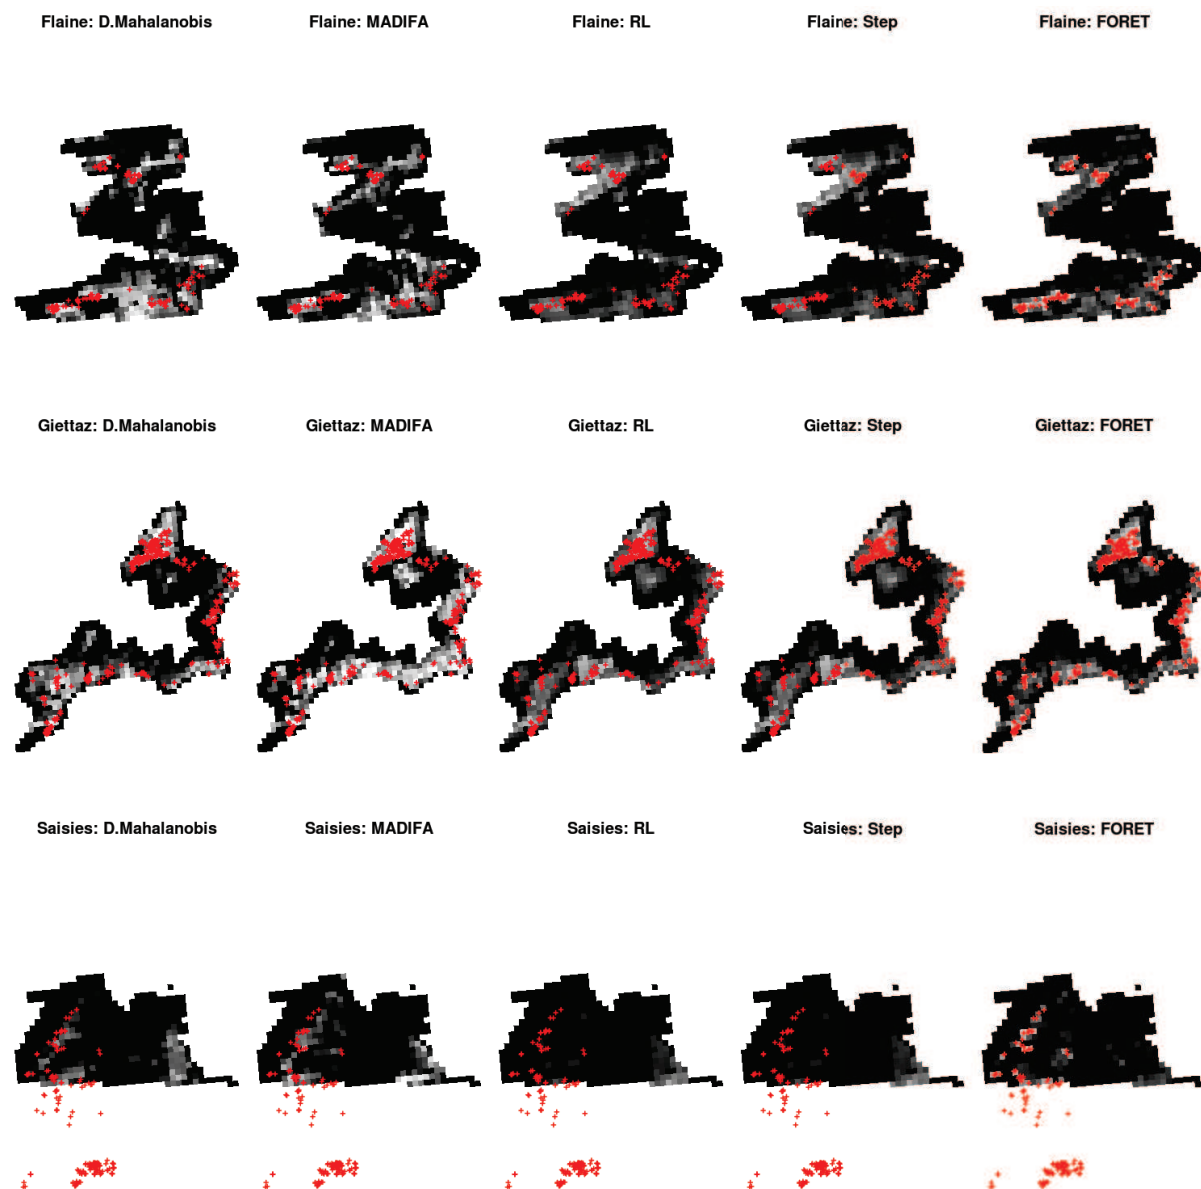 Flaine: D.Mahalanobis
Flaine: MADIFA
Flaine: RL
Flaine: Step
Flaine: FORET
Giettaz: D.Mahalanobis
Giettaz: MADIFA
Giettaz: RL
Giettaz: Step
Giettaz: FORET
Saisies: D.Mahalanobis
Saisies: MADIFA
Saisies: RL
Saisies: Step
Saisies: FORET